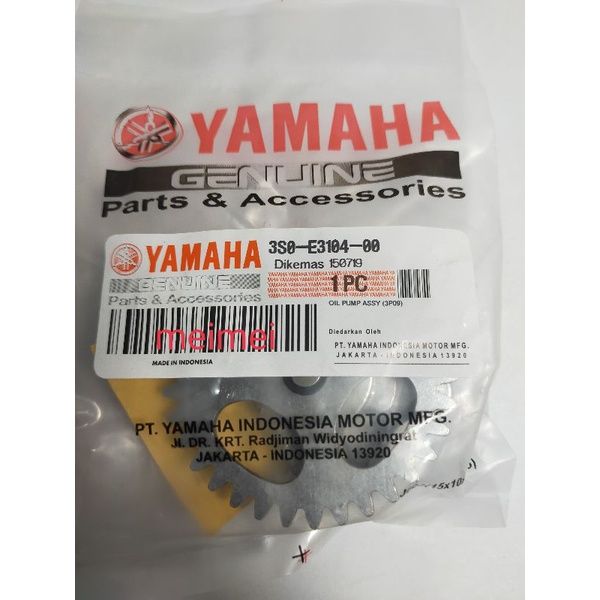 YAMAHA
GENUINE
Parts & Accessories
YAMAHA
GENUINE
Parts & Accessories
MADE IN INDONESIA
meimei
3S0-E3104-00
Dikemas 150719
1 PC
OIL PUMP ASSY (3P09)
Diedarkan Oleh
PT. YAMAHA INDONESIA MOTOR MFG.
JAKARTA - INDONESIA 13920
PT. YAMAHA INDONESIA MOTOR MFG.
Jl. DR. KRT. Radjiman Widyodiningrat
JAKARTA - INDONESIA 13920